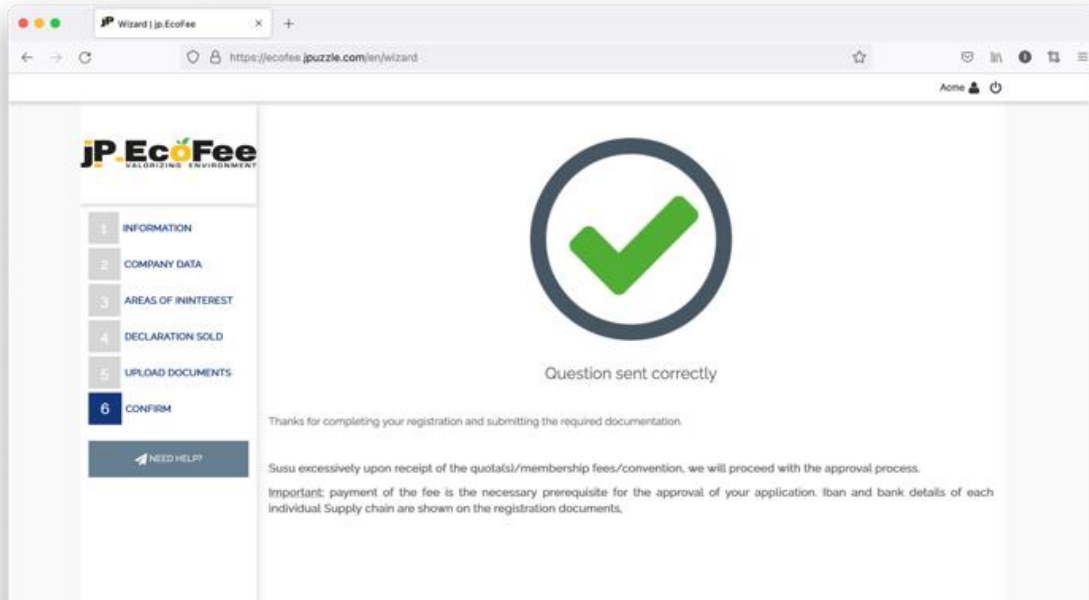 jP Wizard | jp.EcoFee
https://ecofee.jpuzzle.com/en/wizard
Acme
jP.EcoFee
VALORIZING ENVIRONMENT
1 INFORMATION
2 COMPANY DATA
3 AREAS OF ININTEREST
4 DECLARATION SOLD
5 UPLOAD DOCUMENTS
6 CONFIRM
NEED HELP?
Question sent correctly
Thanks for completing your registration and submitting the required documentation.
Susu excessively upon receipt of the quota(s)/membership fees/convention, we will proceed with the approval process.
Important: payment of the fee is the necessary prerequisite for the approval of your application. Iban and bank details of each
individual Supply chain are shown on the registration documents,